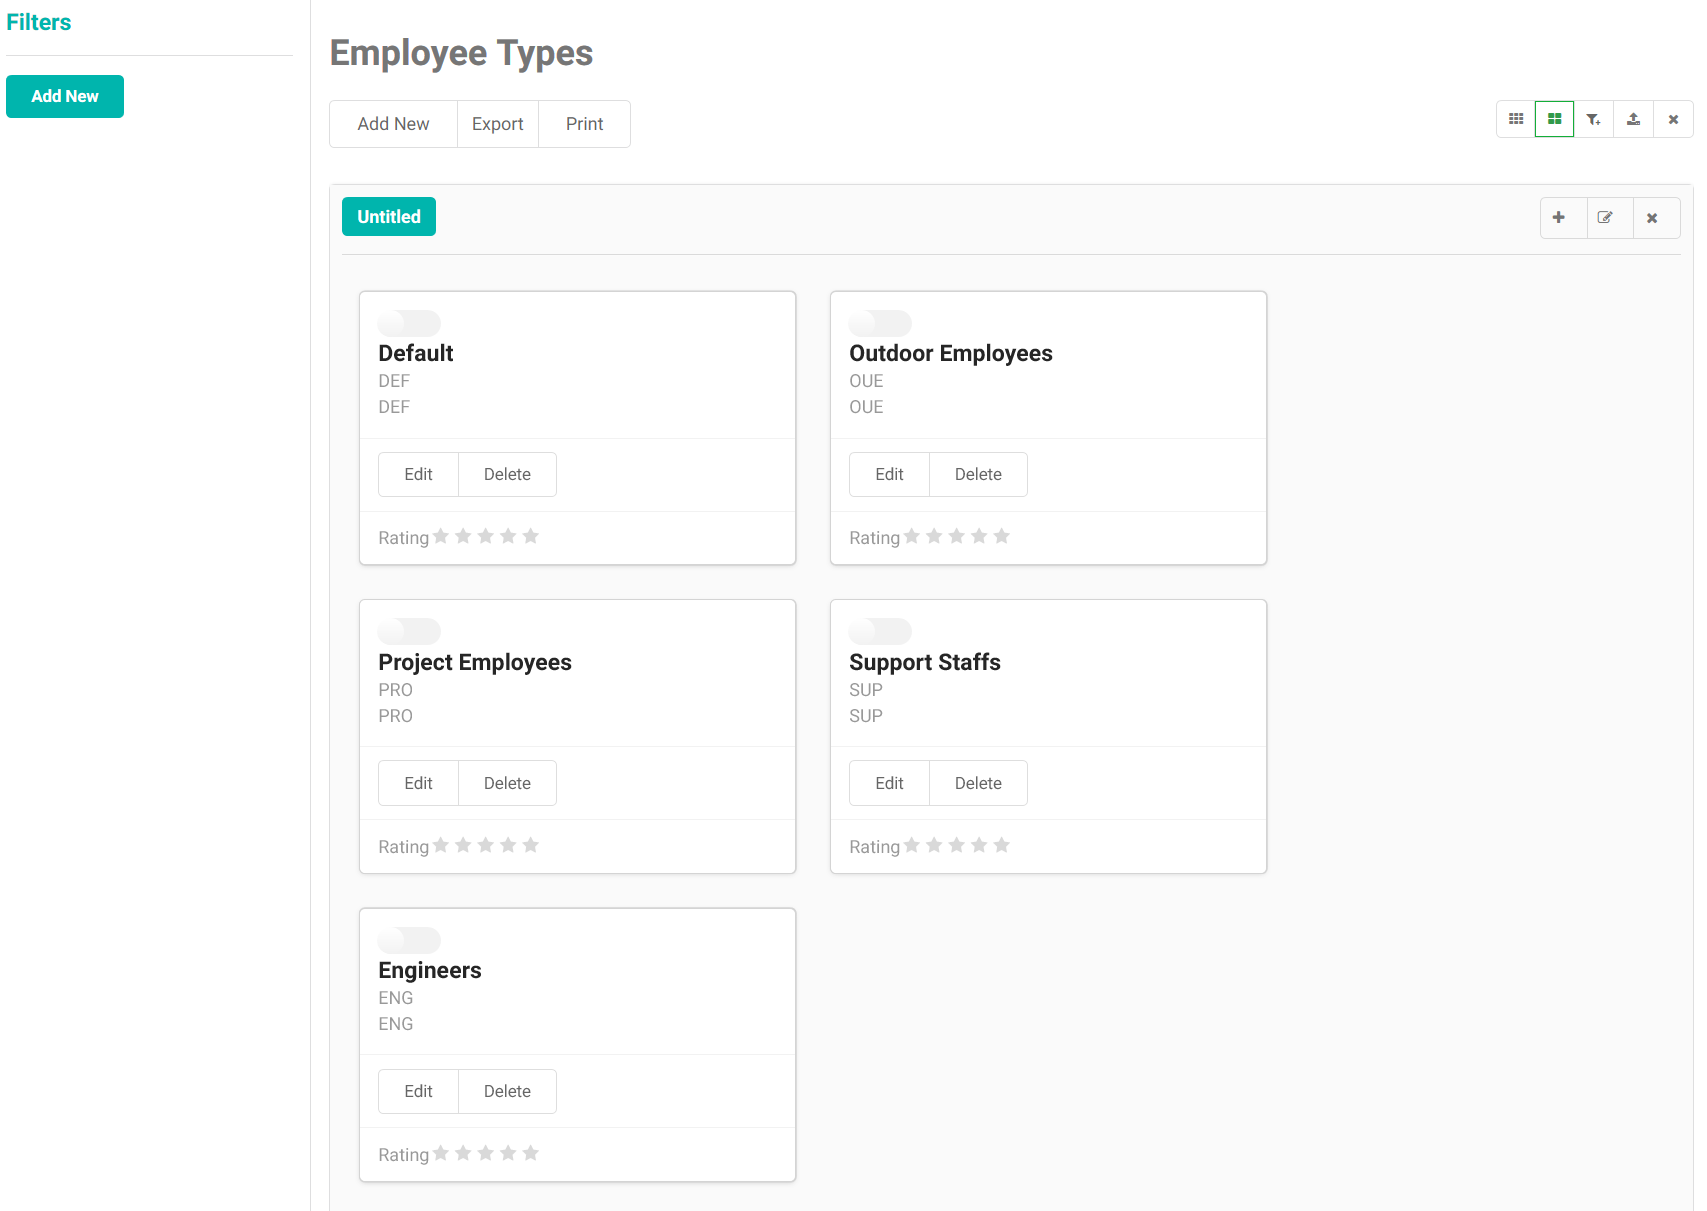 Filters
Add New
Employee Types
Add New Export Print
Untitled
Default
DEF
DEF
Edit Delete
Rating
Outdoor Employees
OUE
OUE
Edit Delete
Rating
Project Employees
PRO
PRO
Edit Delete
Rating
Support Staffs
SUP
SUP
Edit Delete
Rating
Engineers
ENG
ENG
Edit Delete
Rating